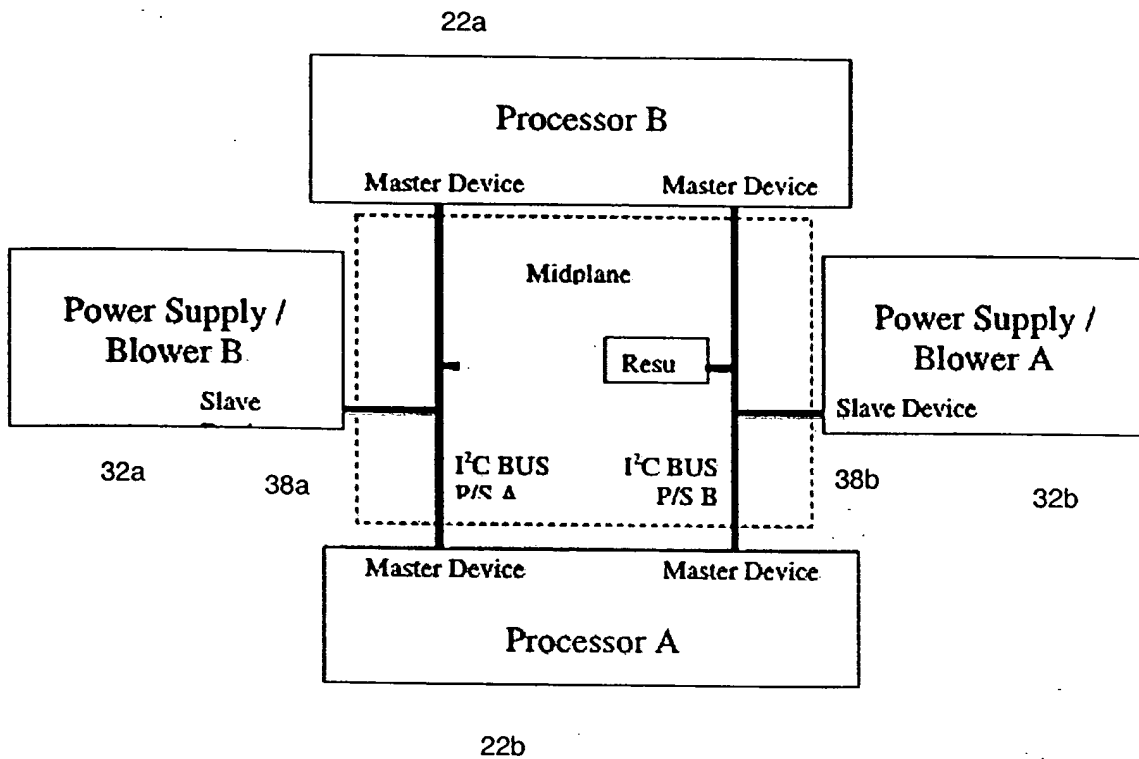 22a
Processor B
Master Device
Master Device
Midplane
Power Supply /
Blower B
Slave
Resu
Power Supply /
Blower A
Slave Device
32a
38a
I²C BUS
P/S A
I²C BUS
P/S B
38b
32b
Master Device
Master Device
Processor A
22b